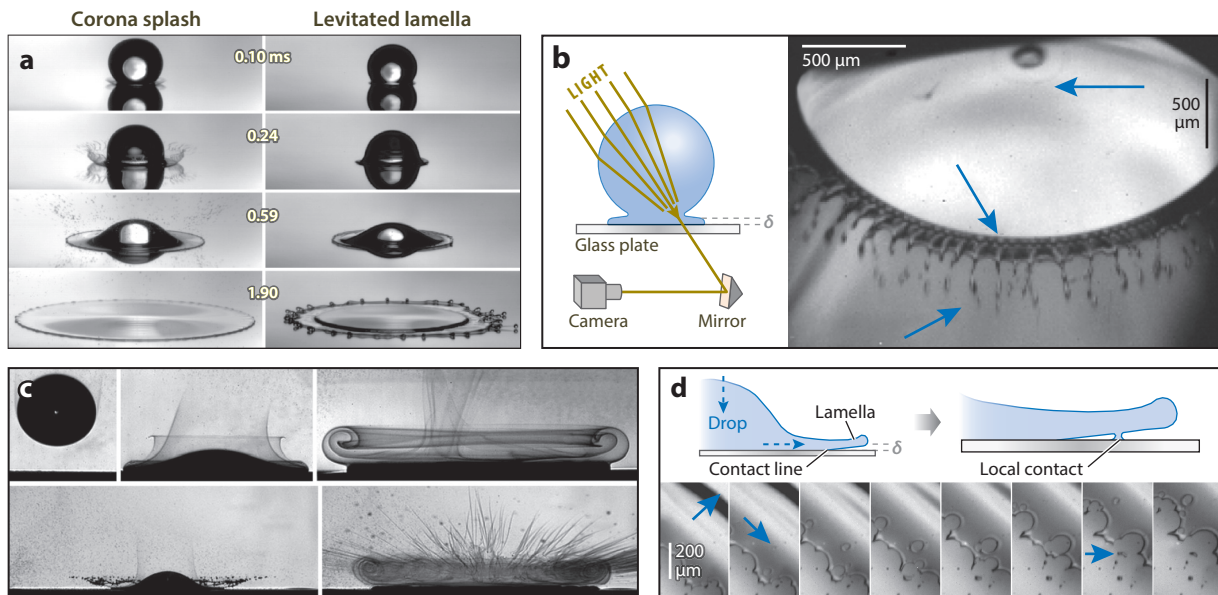 Corona splash
Levitated lamella
a
0.10 ms
0.24
0.59
1.90
b
LIGHT
δ
Glass plate
Camera
Mirror
500 µm
500
µm
c
d
Drop
Lamella
δ
Contact line
Local contact
200
µm